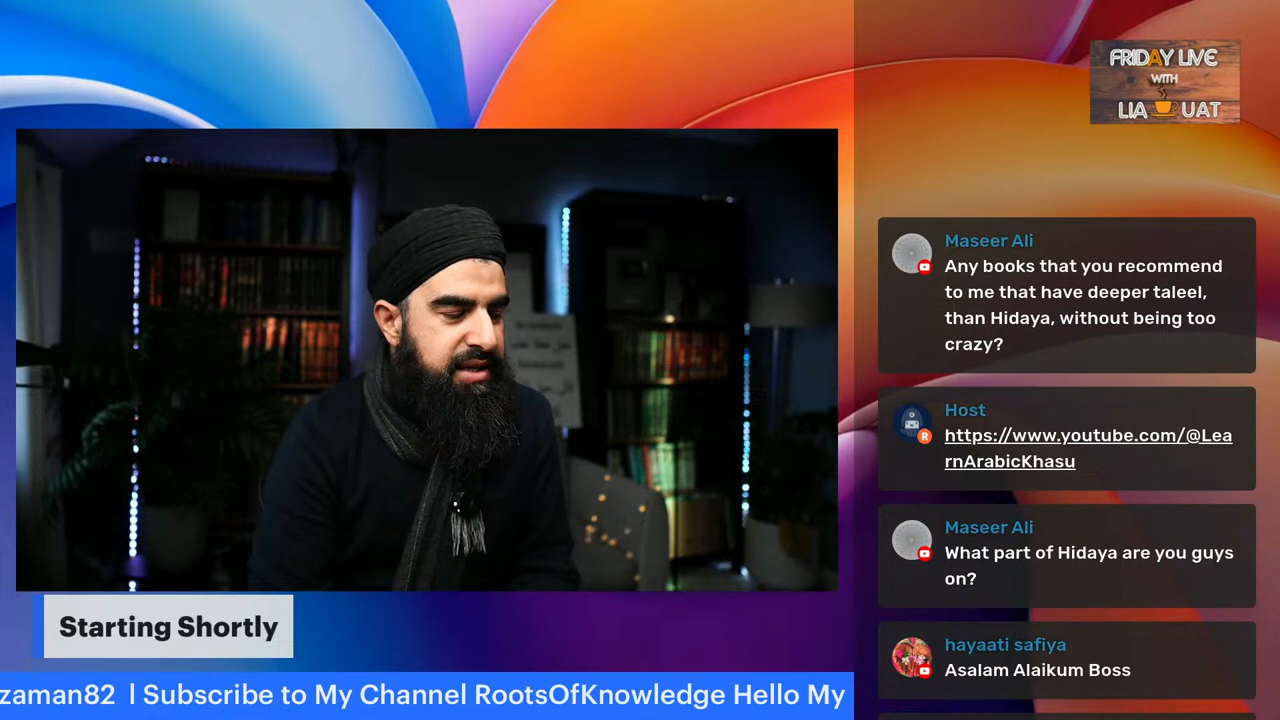 FRIDAY LIVE
WITH
LIA UAT
Maseer Ali
Any books that you recommend
to me that have deeper taleel,
than Hidaya, without being too
crazy?
Host
https://www.youtube.com/@Lea
rnArabicKhasu
Maseer Ali
What part of Hidaya are you guys
on?
hayaati safiya
Asalam Alaikum Boss
Starting Shortly
zaman82 l Subscribe to My Channel RootsOfKnowledge Hello My